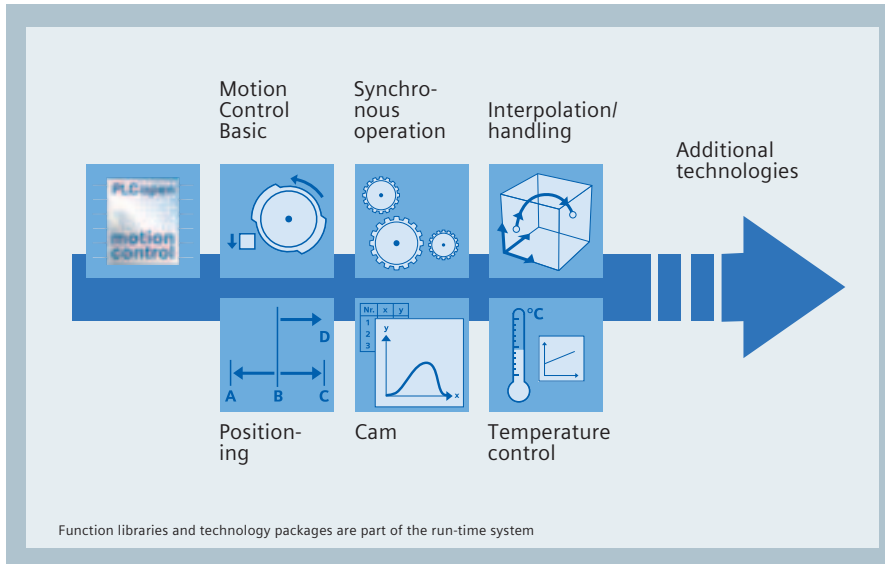 Motion
Control
Basic
Synchro-
nous
operation
Interpolation/
handling
Additional
technologies
PLCopen
motion
control
Nr. x y
1
2
3
y
x
°C
D
A B C
Position-
ing
Cam
Temperature
control
Function libraries and technology packages are part of the run-time system